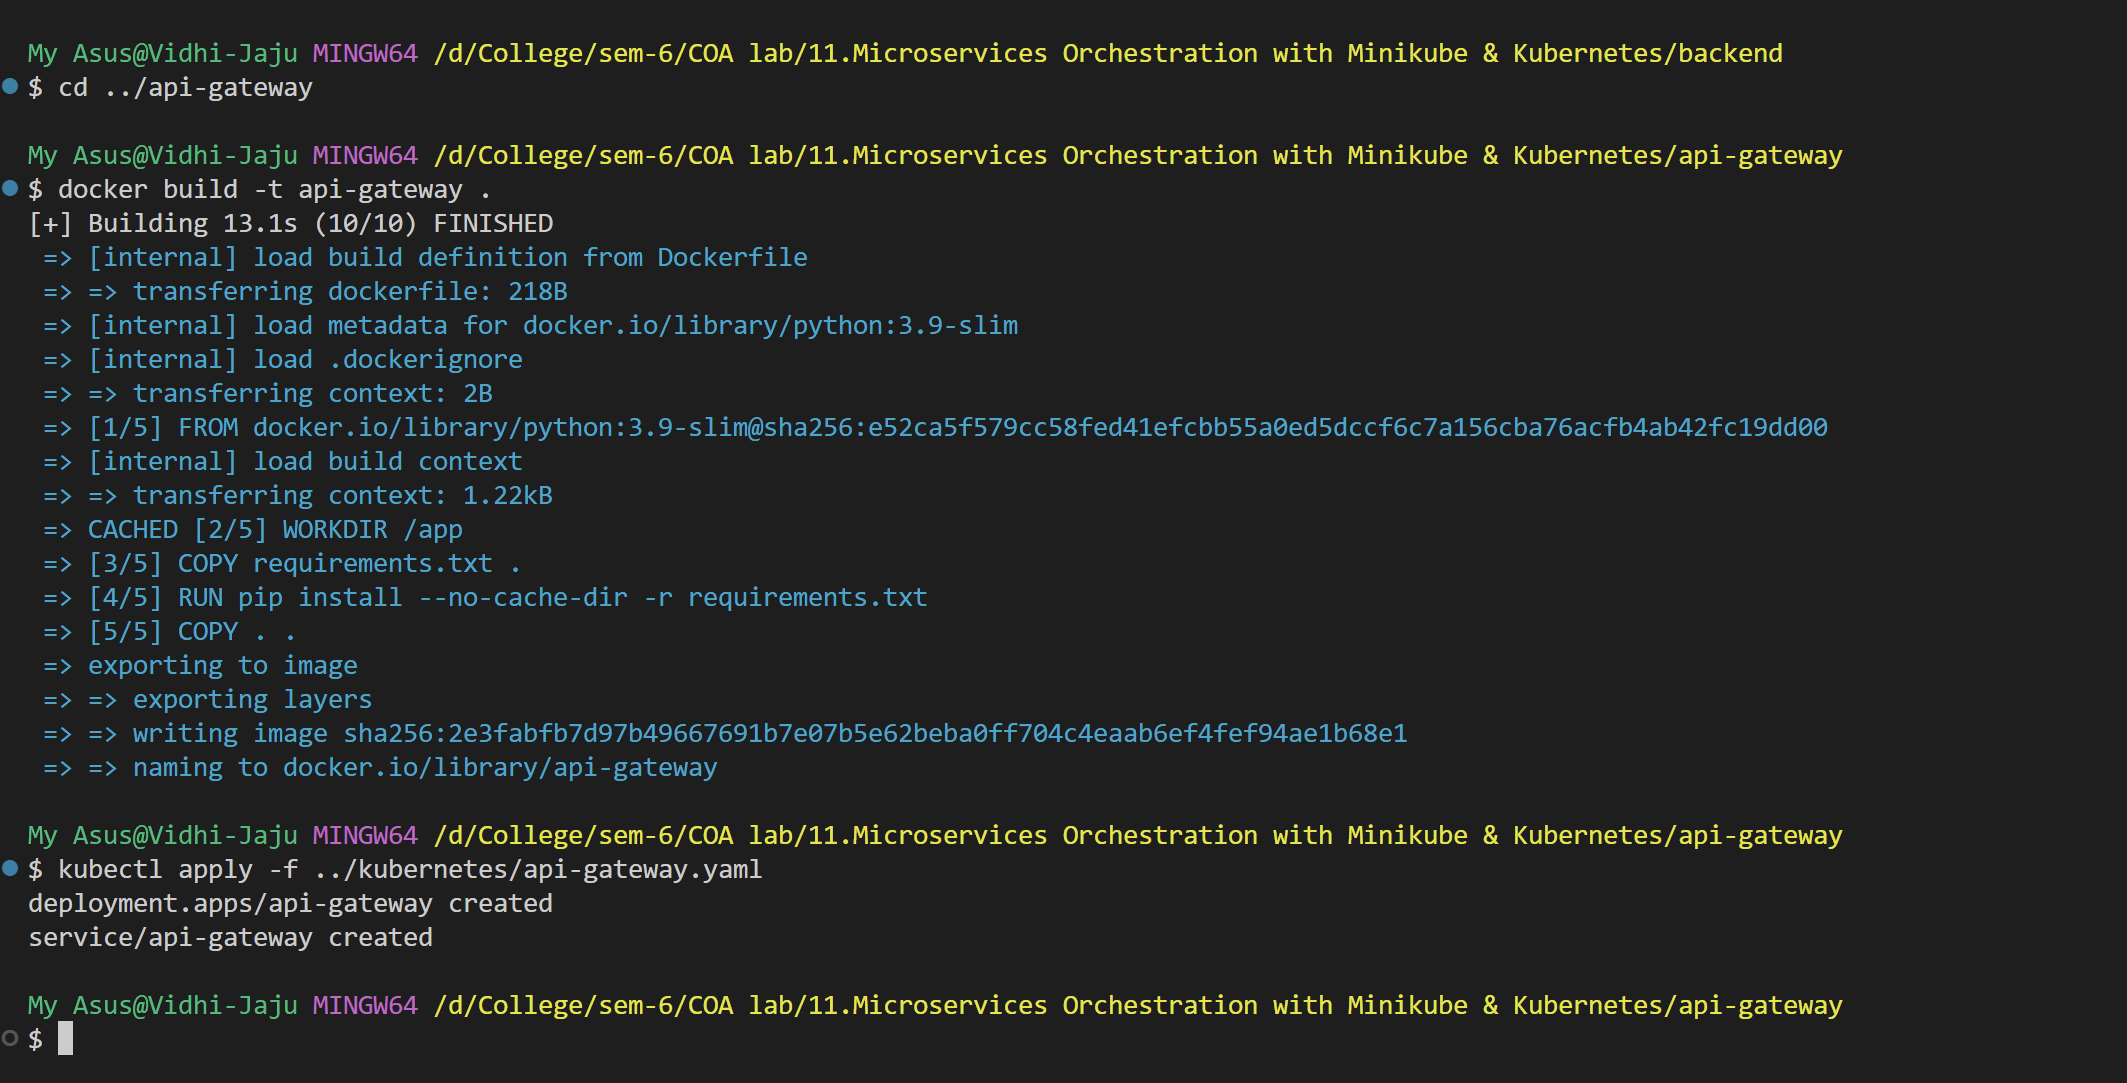 My Asus@Vidhi-Jaju MINGW64 /d/College/sem-6/COA lab/11.Microservices Orchestration with Minikube & Kubernetes/backend
$ cd ../api-gateway
My Asus@Vidhi-Jaju MINGW64 /d/College/sem-6/COA lab/11.Microservices Orchestration with Minikube & Kubernetes/api-gateway
$ docker build -t api-gateway .
[+] Building 13.1s (10/10) FINISHED
=> [internal] load build definition from Dockerfile
=> => transferring dockerfile: 218B
=> [internal] load metadata for docker.io/library/python:3.9-slim
=> [internal] load .dockerignore
=> => transferring context: 2B
=> [1/5] FROM docker.io/library/python:3.9-slim@sha256:e52ca5f579cc58fed41efcbb55a0ed5dccf6c7a156cba76acfb4ab42fc19dd00
=> [internal] load build context
=> => transferring context: 1.22kB
=> CACHED [2/5] WORKDIR /app
=> [3/5] COPY requirements.txt .
=> [4/5] RUN pip install --no-cache-dir -r requirements.txt
=> [5/5] COPY . .
=> exporting to image
=> => exporting layers
=> => writing image sha256:2e3fabfb7d97b49667691b7e07b5e62beba0ff704c4eaab6ef4fef94ae1b68e1
=> => naming to docker.io/library/api-gateway
My Asus@Vidhi-Jaju MINGW64 /d/College/sem-6/COA lab/11.Microservices Orchestration with Minikube & Kubernetes/api-gateway
$ kubectl apply -f ../kubernetes/api-gateway.yaml
deployment.apps/api-gateway created
service/api-gateway created
My Asus@Vidhi-Jaju MINGW64 /d/College/sem-6/COA lab/11.Microservices Orchestration with Minikube & Kubernetes/api-gateway
$